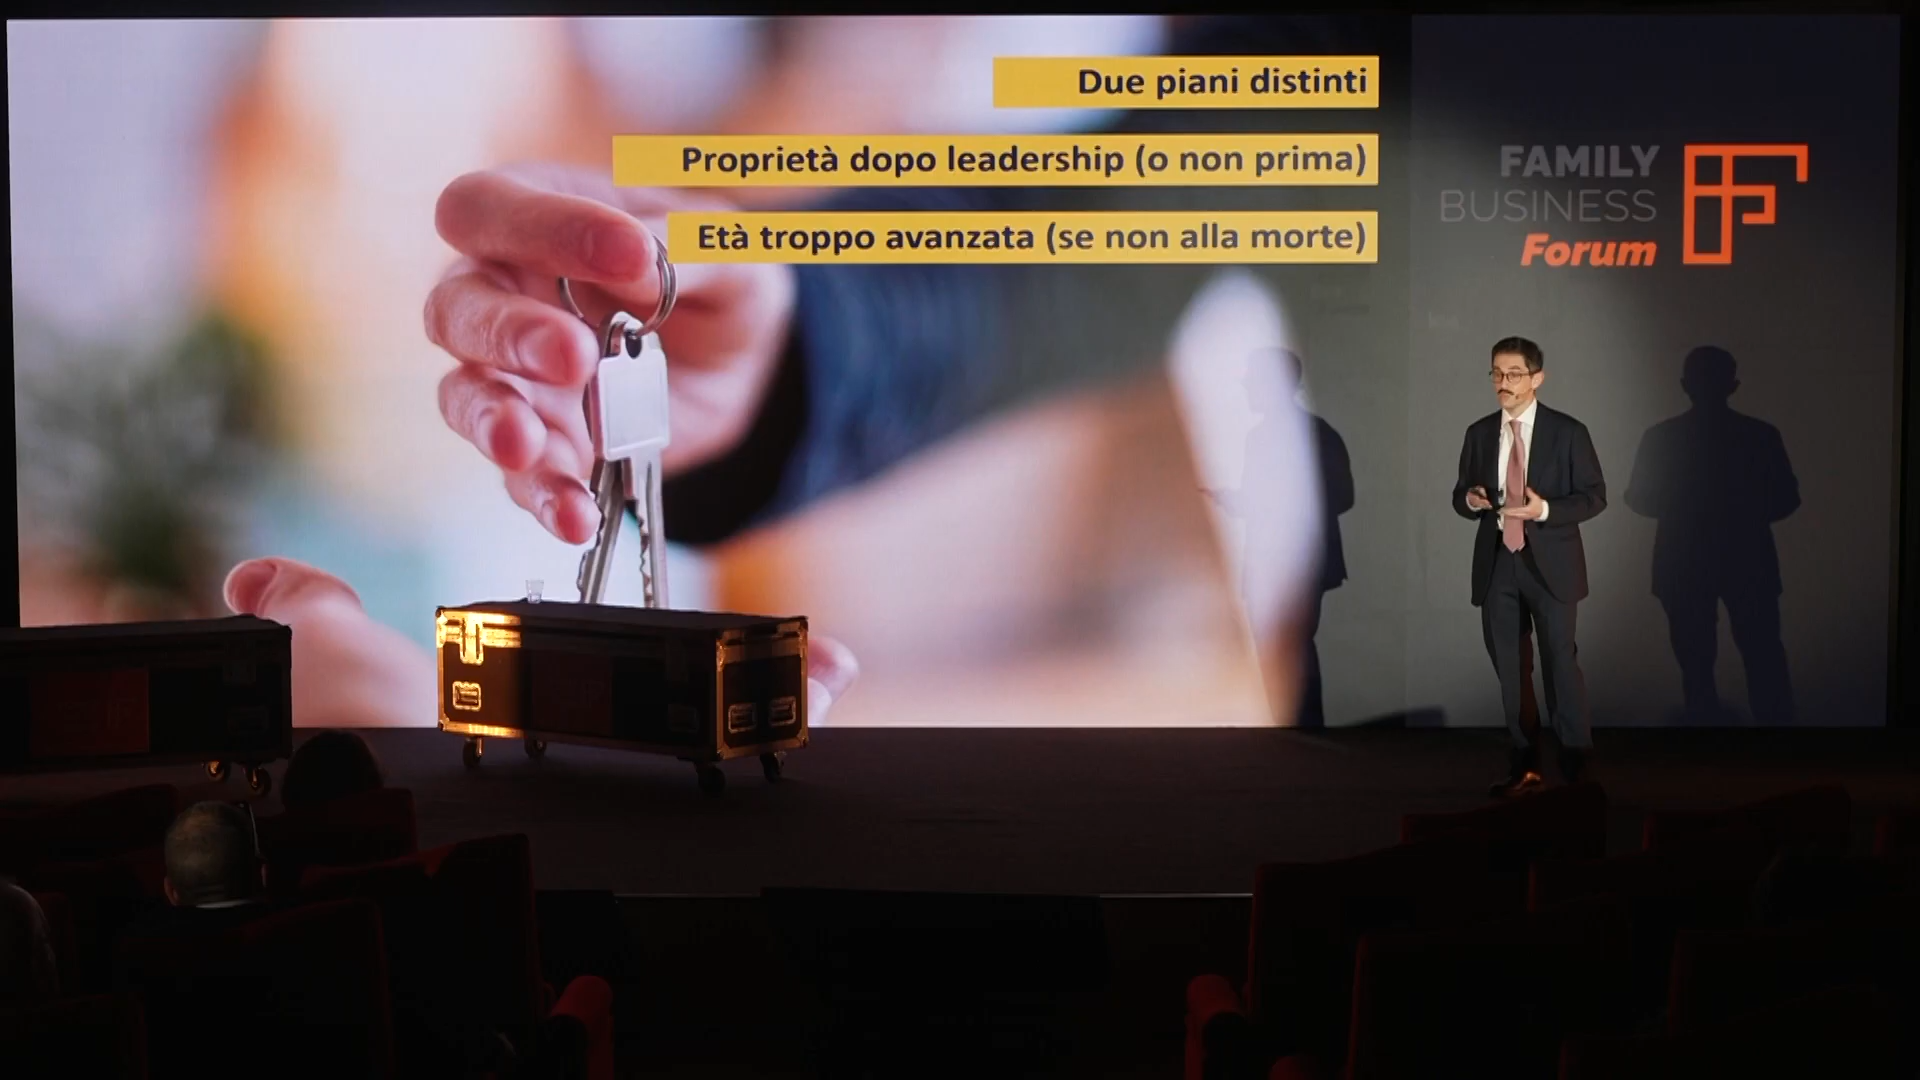 Due piani distinti
Proprietà dopo leadership (o non prima)
Età troppo avanzata (se non alla morte)
FAMILY
BUSINESS
Forum